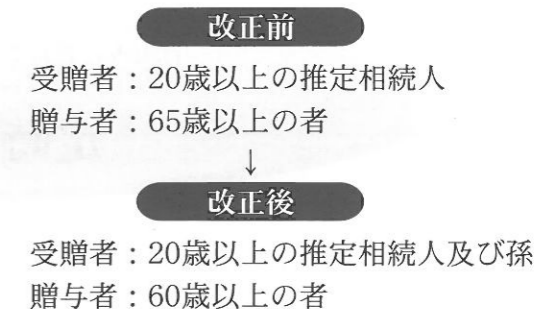 改正前
受贈者：20歳以上の推定相続人
贈与者：65歳以上の者
↓
改正後
受贈者：20歳以上の推定相続人及び孫
贈与者：60歳以上の者